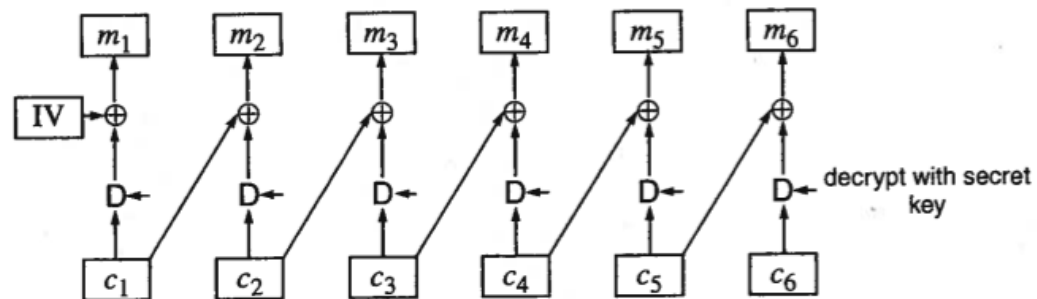 m₁ m₂ m₃ m₄ m₅ m₆
IV
D D D D D D
decrypt with secret
key
c₁ c₂ c₃ c₄ c₅ c₆